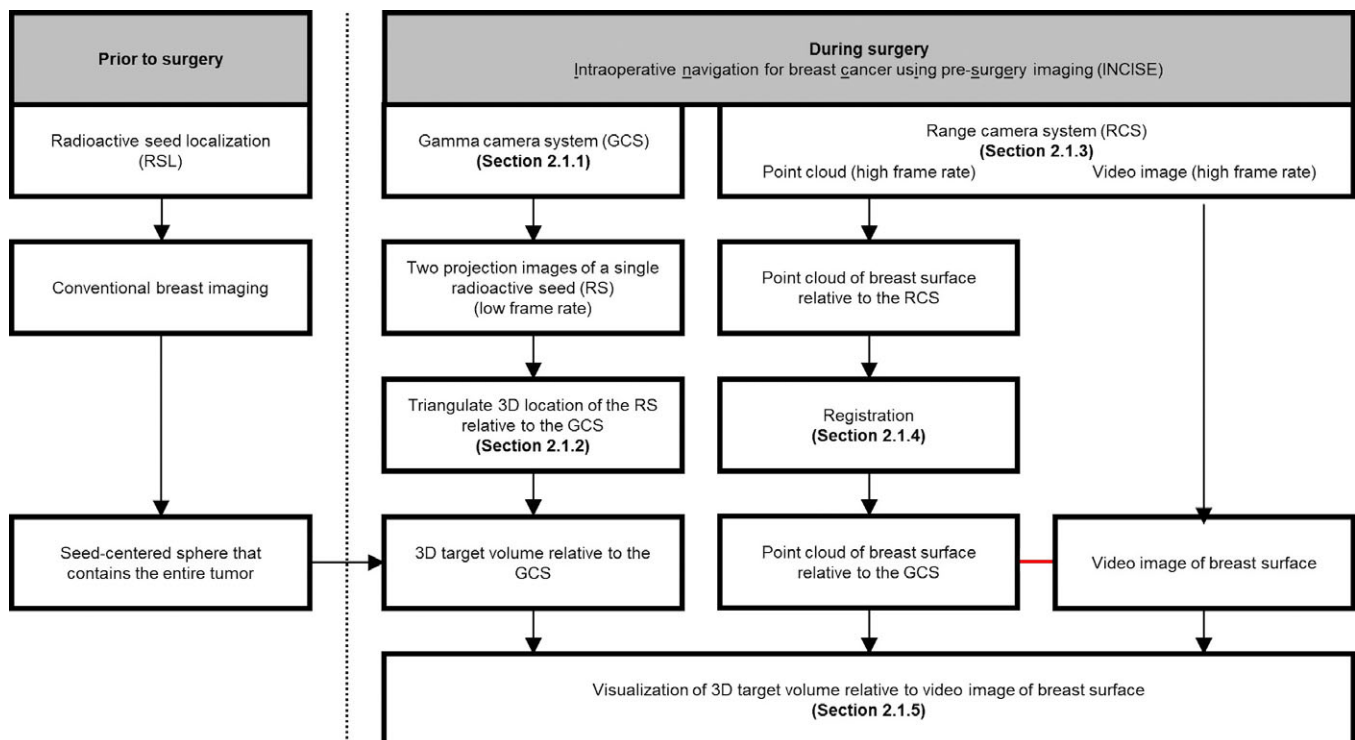 Prior to surgery
During surgery
Intraoperative navigation for breast cancer using pre-surgery imaging (INCISE)
Radioactive seed localization
(RSL)
Gamma camera system (GCS)
(Section 2.1.1)
Range camera system (RCS)
(Section 2.1.3)
Point cloud (high frame rate)
Video image (high frame rate)
Conventional breast imaging
Two projection images of a single
radioactive seed (RS)
(low frame rate)
Point cloud of breast surface
relative to the RCS
Triangulate 3D location of the RS
relative to the GCS
(Section 2.1.2)
Registration
(Section 2.1.4)
Seed-centered sphere that
contains the entire tumor
3D target volume relative to the
GCS
Point cloud of breast surface
relative to the GCS
Video image of breast surface
Visualization of 3D target volume relative to video image of breast surface
(Section 2.1.5)